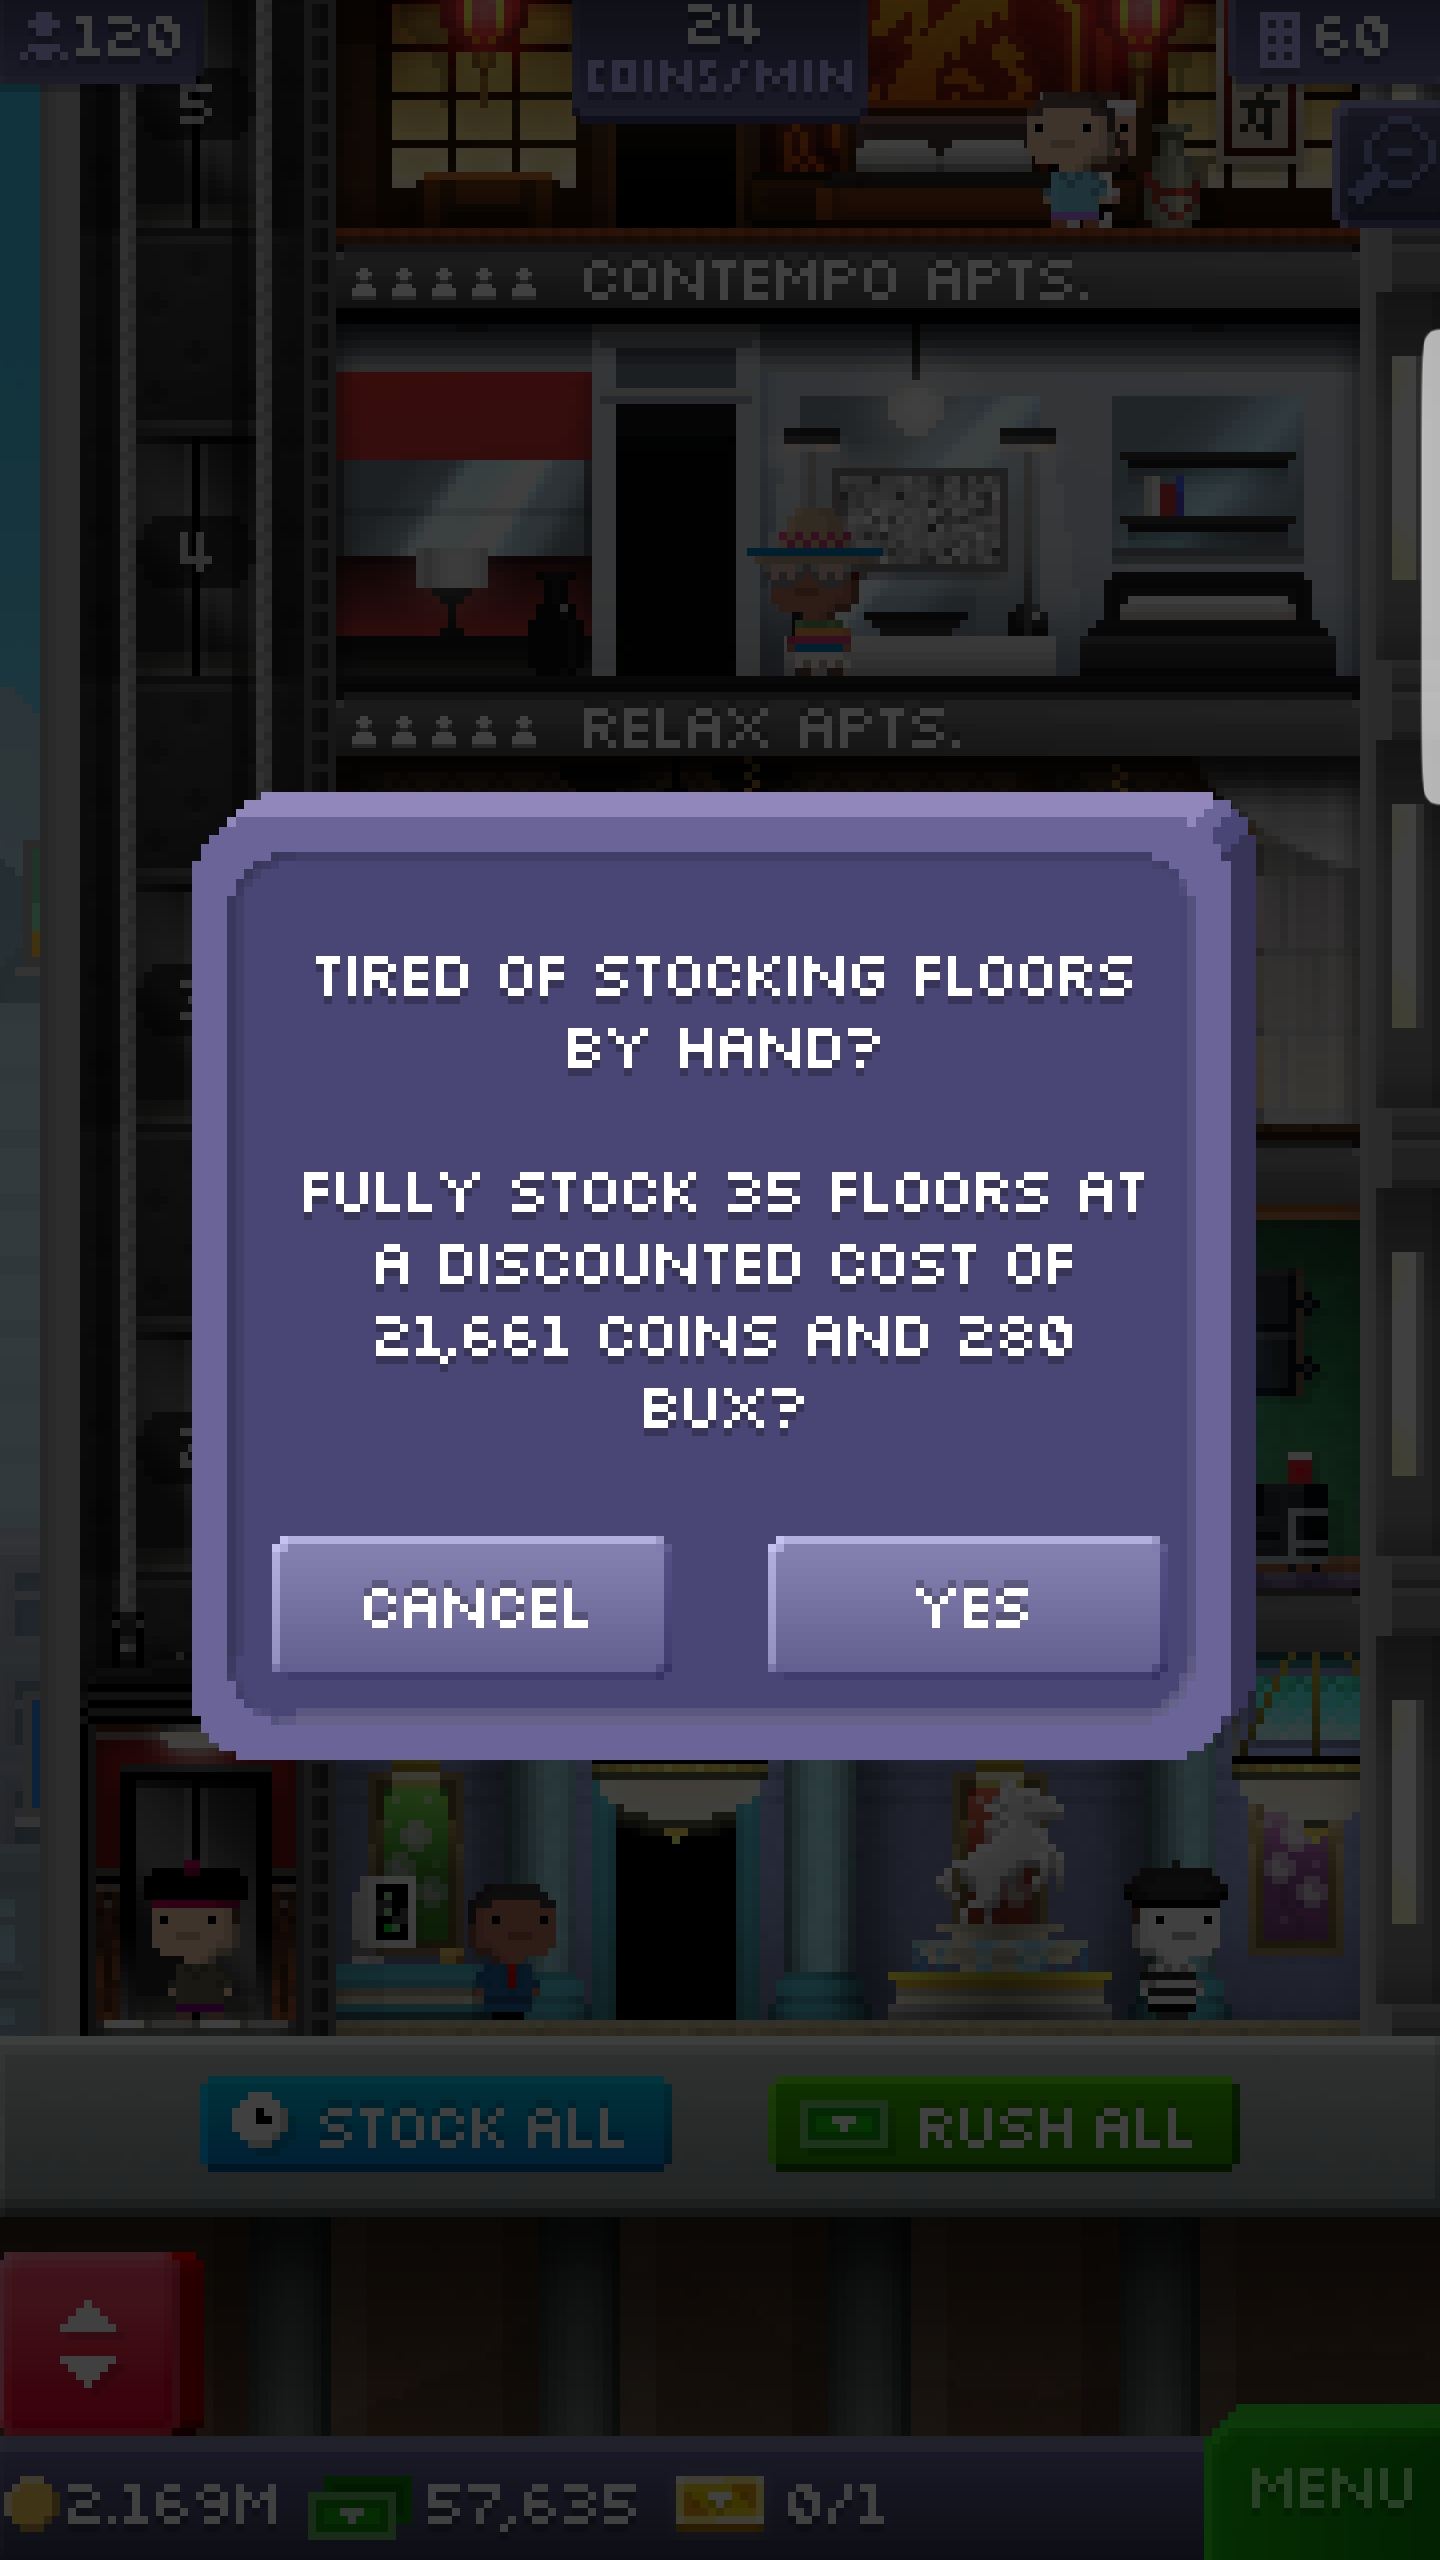 120
24
COINS/MIN
60
5
CONTEMPO APTS.
4
RELAX APTS.
TIRED OF STOCKING FLOORS
BY HAND?
FULLY STOCK 35 FLOORS AT
A DISCOUNTED COST OF
21,661 COINS AND 280
BUX?
CANCEL
YES
STOCK ALL
RUSH ALL
2.169M
57,635
0/1
MENU